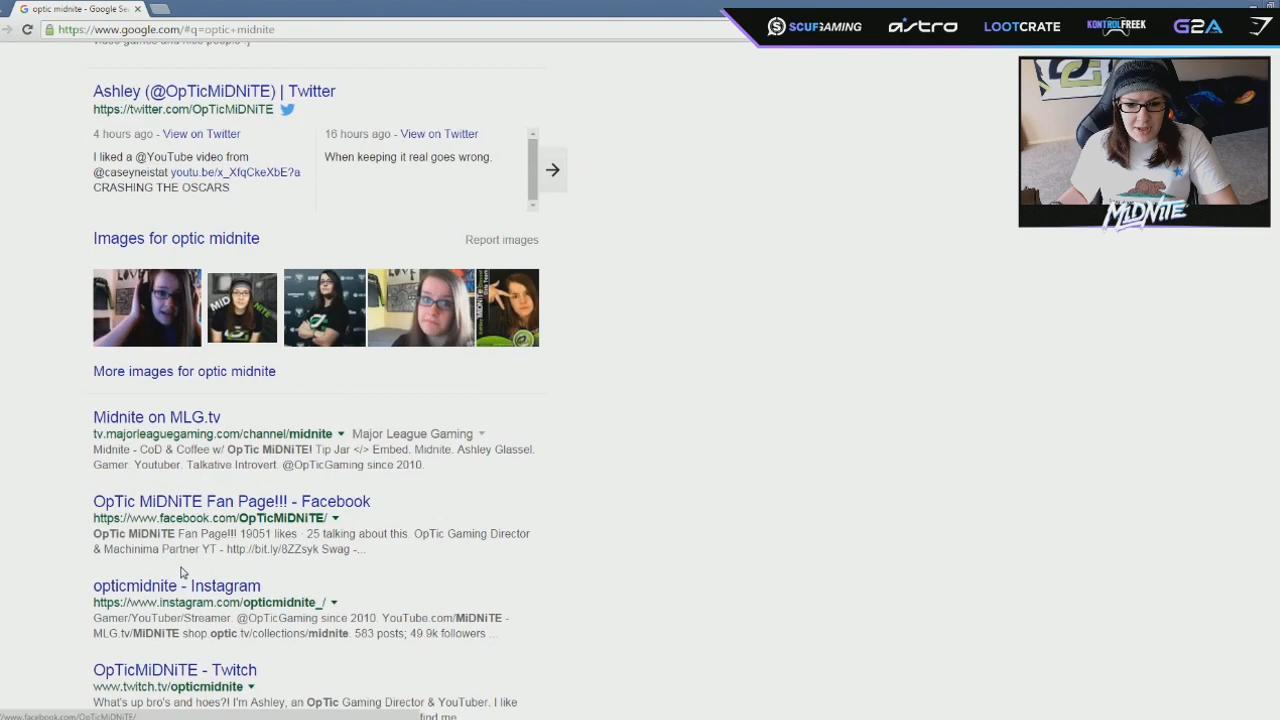 optic midnite - Google Se
https://www.google.com/#q=optic+midnite
SCUFGAMING
ASTRO
LOOTCRATE
KONTROLFREEK
G2A
Ashley (@OpTicMiDNiTE) | Twitter
https://twitter.com/OpTicMiDNiTE
4 hours ago - View on Twitter
16 hours ago - View on Twitter
I liked a @YouTube video from
@caseyneistat youtu.be/x_XfqCkeXbE?a
CRASHING THE OSCARS
When keeping it real goes wrong.
MiDNiTE
Images for optic midnite
Report images
More images for optic midnite
Midnite on MLG.tv
tv.majorleaguegaming.com/channel/midnite
Major League Gaming
Midnite - CoD & Coffee w/ OpTic MiDNiTE! Tip Jar </> Embed. Midnite. Ashley Glassel.
Gamer. Youtuber. Talkative Introvert. @OpTicGaming since 2010.
OpTic MiDNiTE Fan Page!!! - Facebook
https://www.facebook.com/OpTicMiDNiTE/
OpTic MiDNiTE Fan Page!!! 19051 likes · 25 talking about this. OpTic Gaming Director
& Machinima Partner YT - http://bit.ly/8ZZsyk Swag -...
opticmidnite - Instagram
https://www.instagram.com/opticmidnite_/
Gamer/YouTuber/Streamer. @OpTicGaming since 2010. YouTube.com/MiDNiTE -
MLG.tv/MiDNiTE shop.optic.tv/collections/midnite. 583 posts; 49.9k followers ...
OpTicMiDNiTE - Twitch
www.twitch.tv/opticmidnite
What's up bro's and hoes?! I'm Ashley, an OpTic Gaming Director & YouTuber. I like
find me
//www.facebook.com/OpTicMiDNiTE/